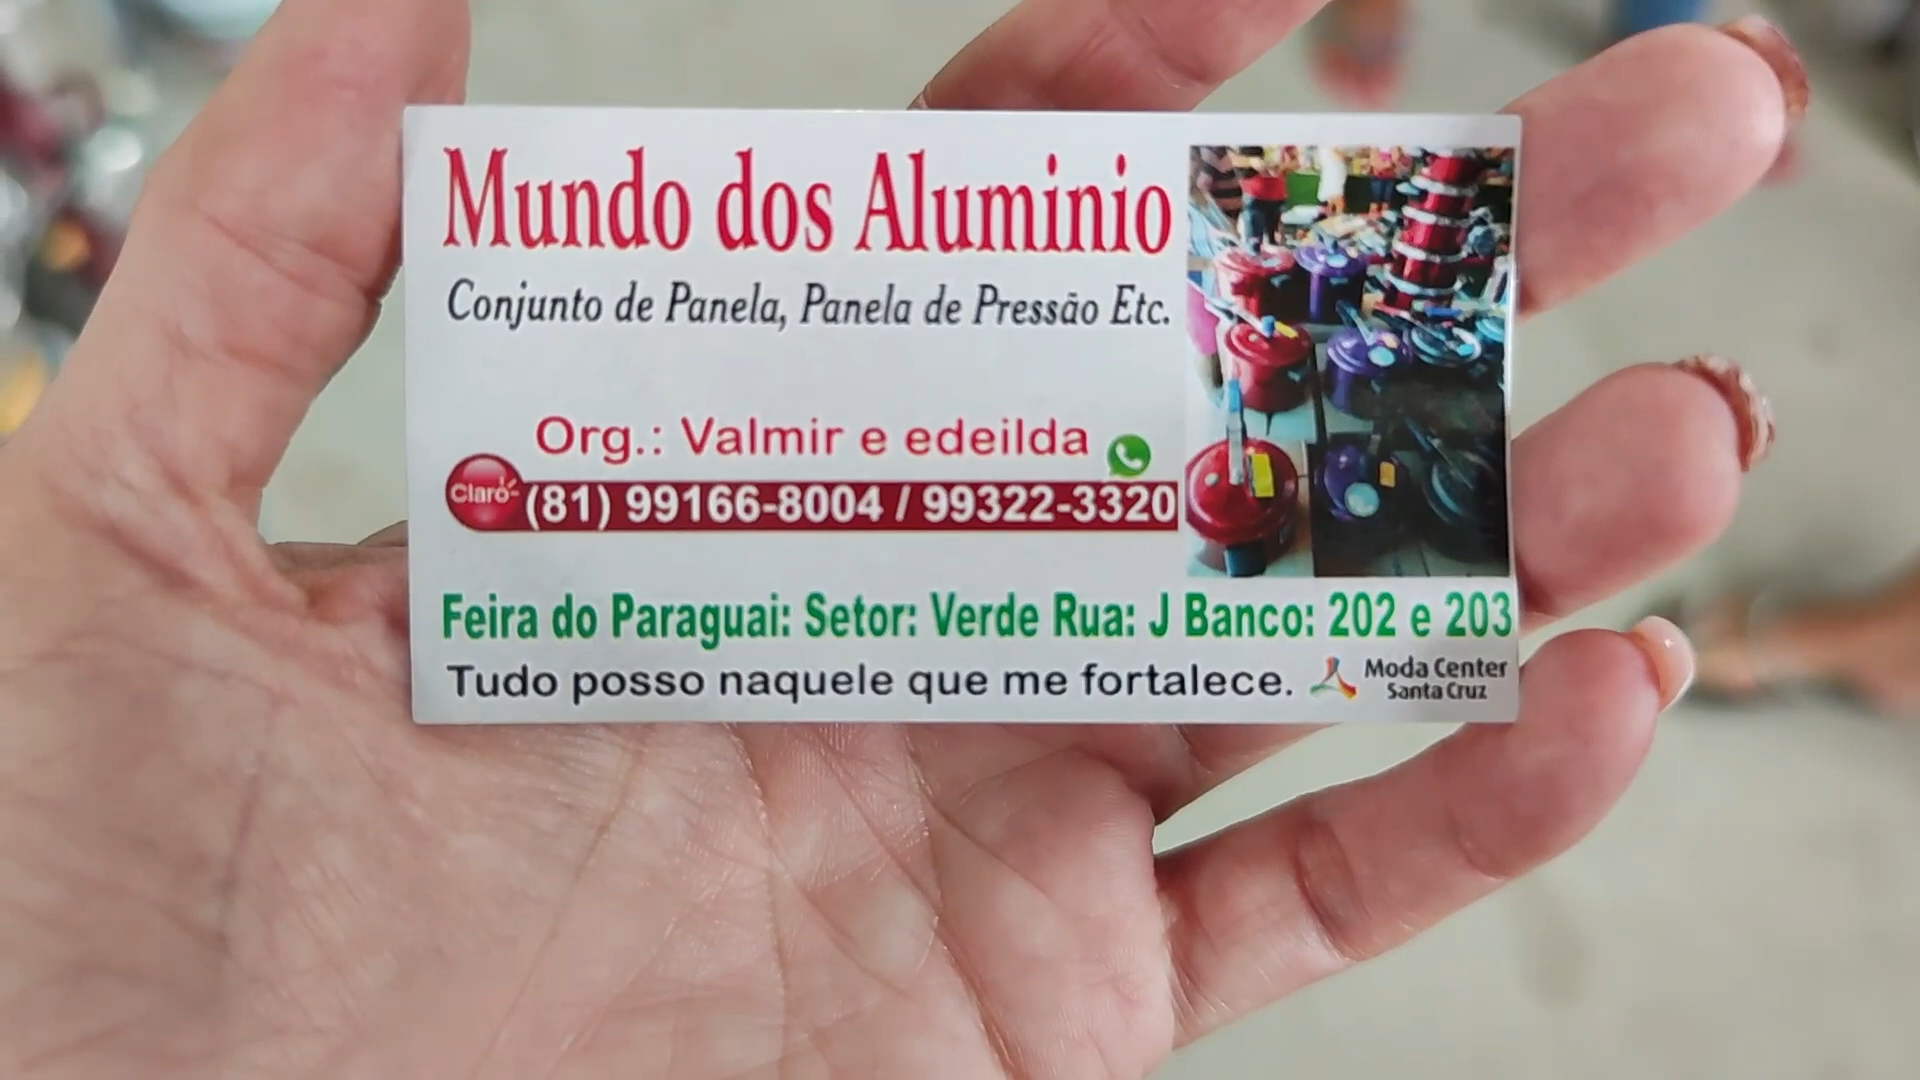 Mundo dos Aluminio
Conjunto de Panela, Panela de Pressão Etc.
Org.: Valmir e edeilda
Claro (81) 99166-8004 / 99322-3320
Feira do Paraguai: Setor: Verde Rua: J Banco: 202 e 203
Tudo posso naquele que me fortalece.
Moda Center
Santa Cruz